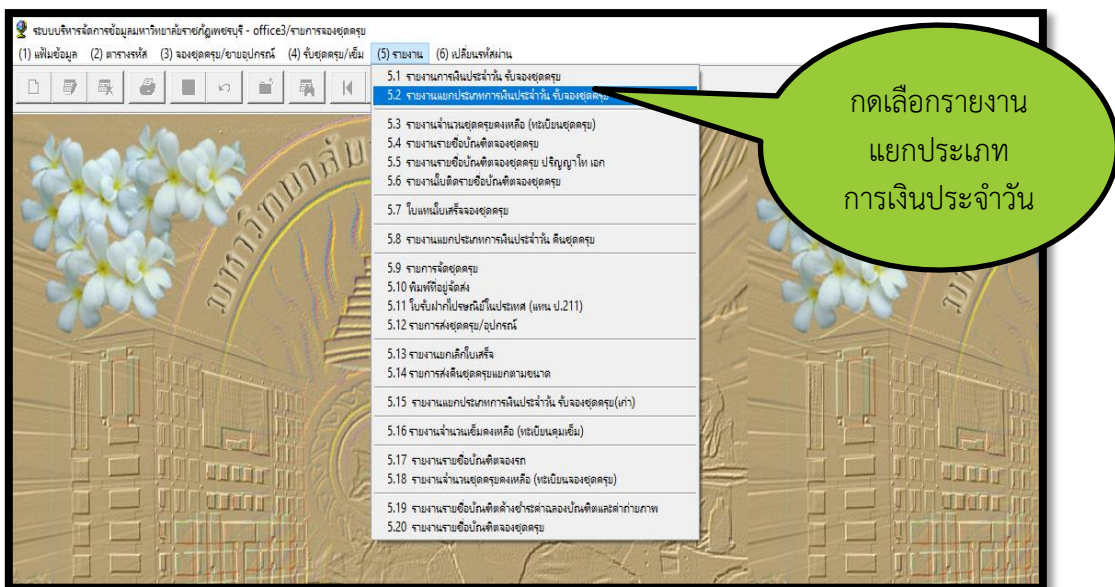 ระบบบริหารจัดการข้อมูลมหาวิทยาลัยราชภัฏเพชรบุรี - office3/รายการจองชุดครุย
(1) แฟ้มข้อมูล (2) ตารางรหัส (3) จองชุดครุย/ขายอุปกรณ์ (4) รับชุดครุย/เข็ม (5) รายงาน (6) เปลี่ยนรหัสผ่าน
5.1 รายงานการเงินประจำวัน รับจองชุดครุย
5.2 รายงานแยกประเภทการเงินประจำวัน รับจองชุดครุย
5.3 รายงานจำนวนชุดครุยคงเหลือ (ทะเบียนชุดครุย)
5.4 รายงานรายชื่อบัณฑิตจองชุดครุย
5.5 รายงานรายชื่อบัณฑิตจองชุดครุย ปริญญาโท เอก
5.6 รายงานใบติดรายชื่อบัณฑิตจองชุดครุย
5.7 ใบแทนใบเสร็จจองชุดครุย
5.8 รายงานแยกประเภทการเงินประจำวัน คืนชุดครุย
5.9 รายการจัดชุดครุย
5.10 พิมพ์ที่อยู่จัดส่ง
5.11 ใบรับฝากไปรษณีย์ในประเทศ (แทน ป.211)
5.12 รายการส่งชุดครุย/อุปกรณ์
5.13 รายงานยกเลิกใบเสร็จ
5.14 รายการส่งคืนชุดครุยแยกตามขนาด
5.15 รายงานแยกประเภทการเงินประจำวัน รับจองชุดครุย(เก่า)
5.16 รายงานจำนวนเข็มคงเหลือ (ทะเบียนคุมเข็ม)
5.17 รายงานรายชื่อบัณฑิตจองรถ
5.18 รายงานจำนวนชุดครุยคงเหลือ (ทะเบียนจองชุดครุย)
5.19 รายงานรายชื่อบัณฑิตค้างชำระค่าฉลองบัณฑิตและค่าถ่ายภาพ
5.20 รายงานรายชื่อบัณฑิตจองชุดครุย
กดเลือกรายงาน
แยกประเภท
การเงินประจำวัน